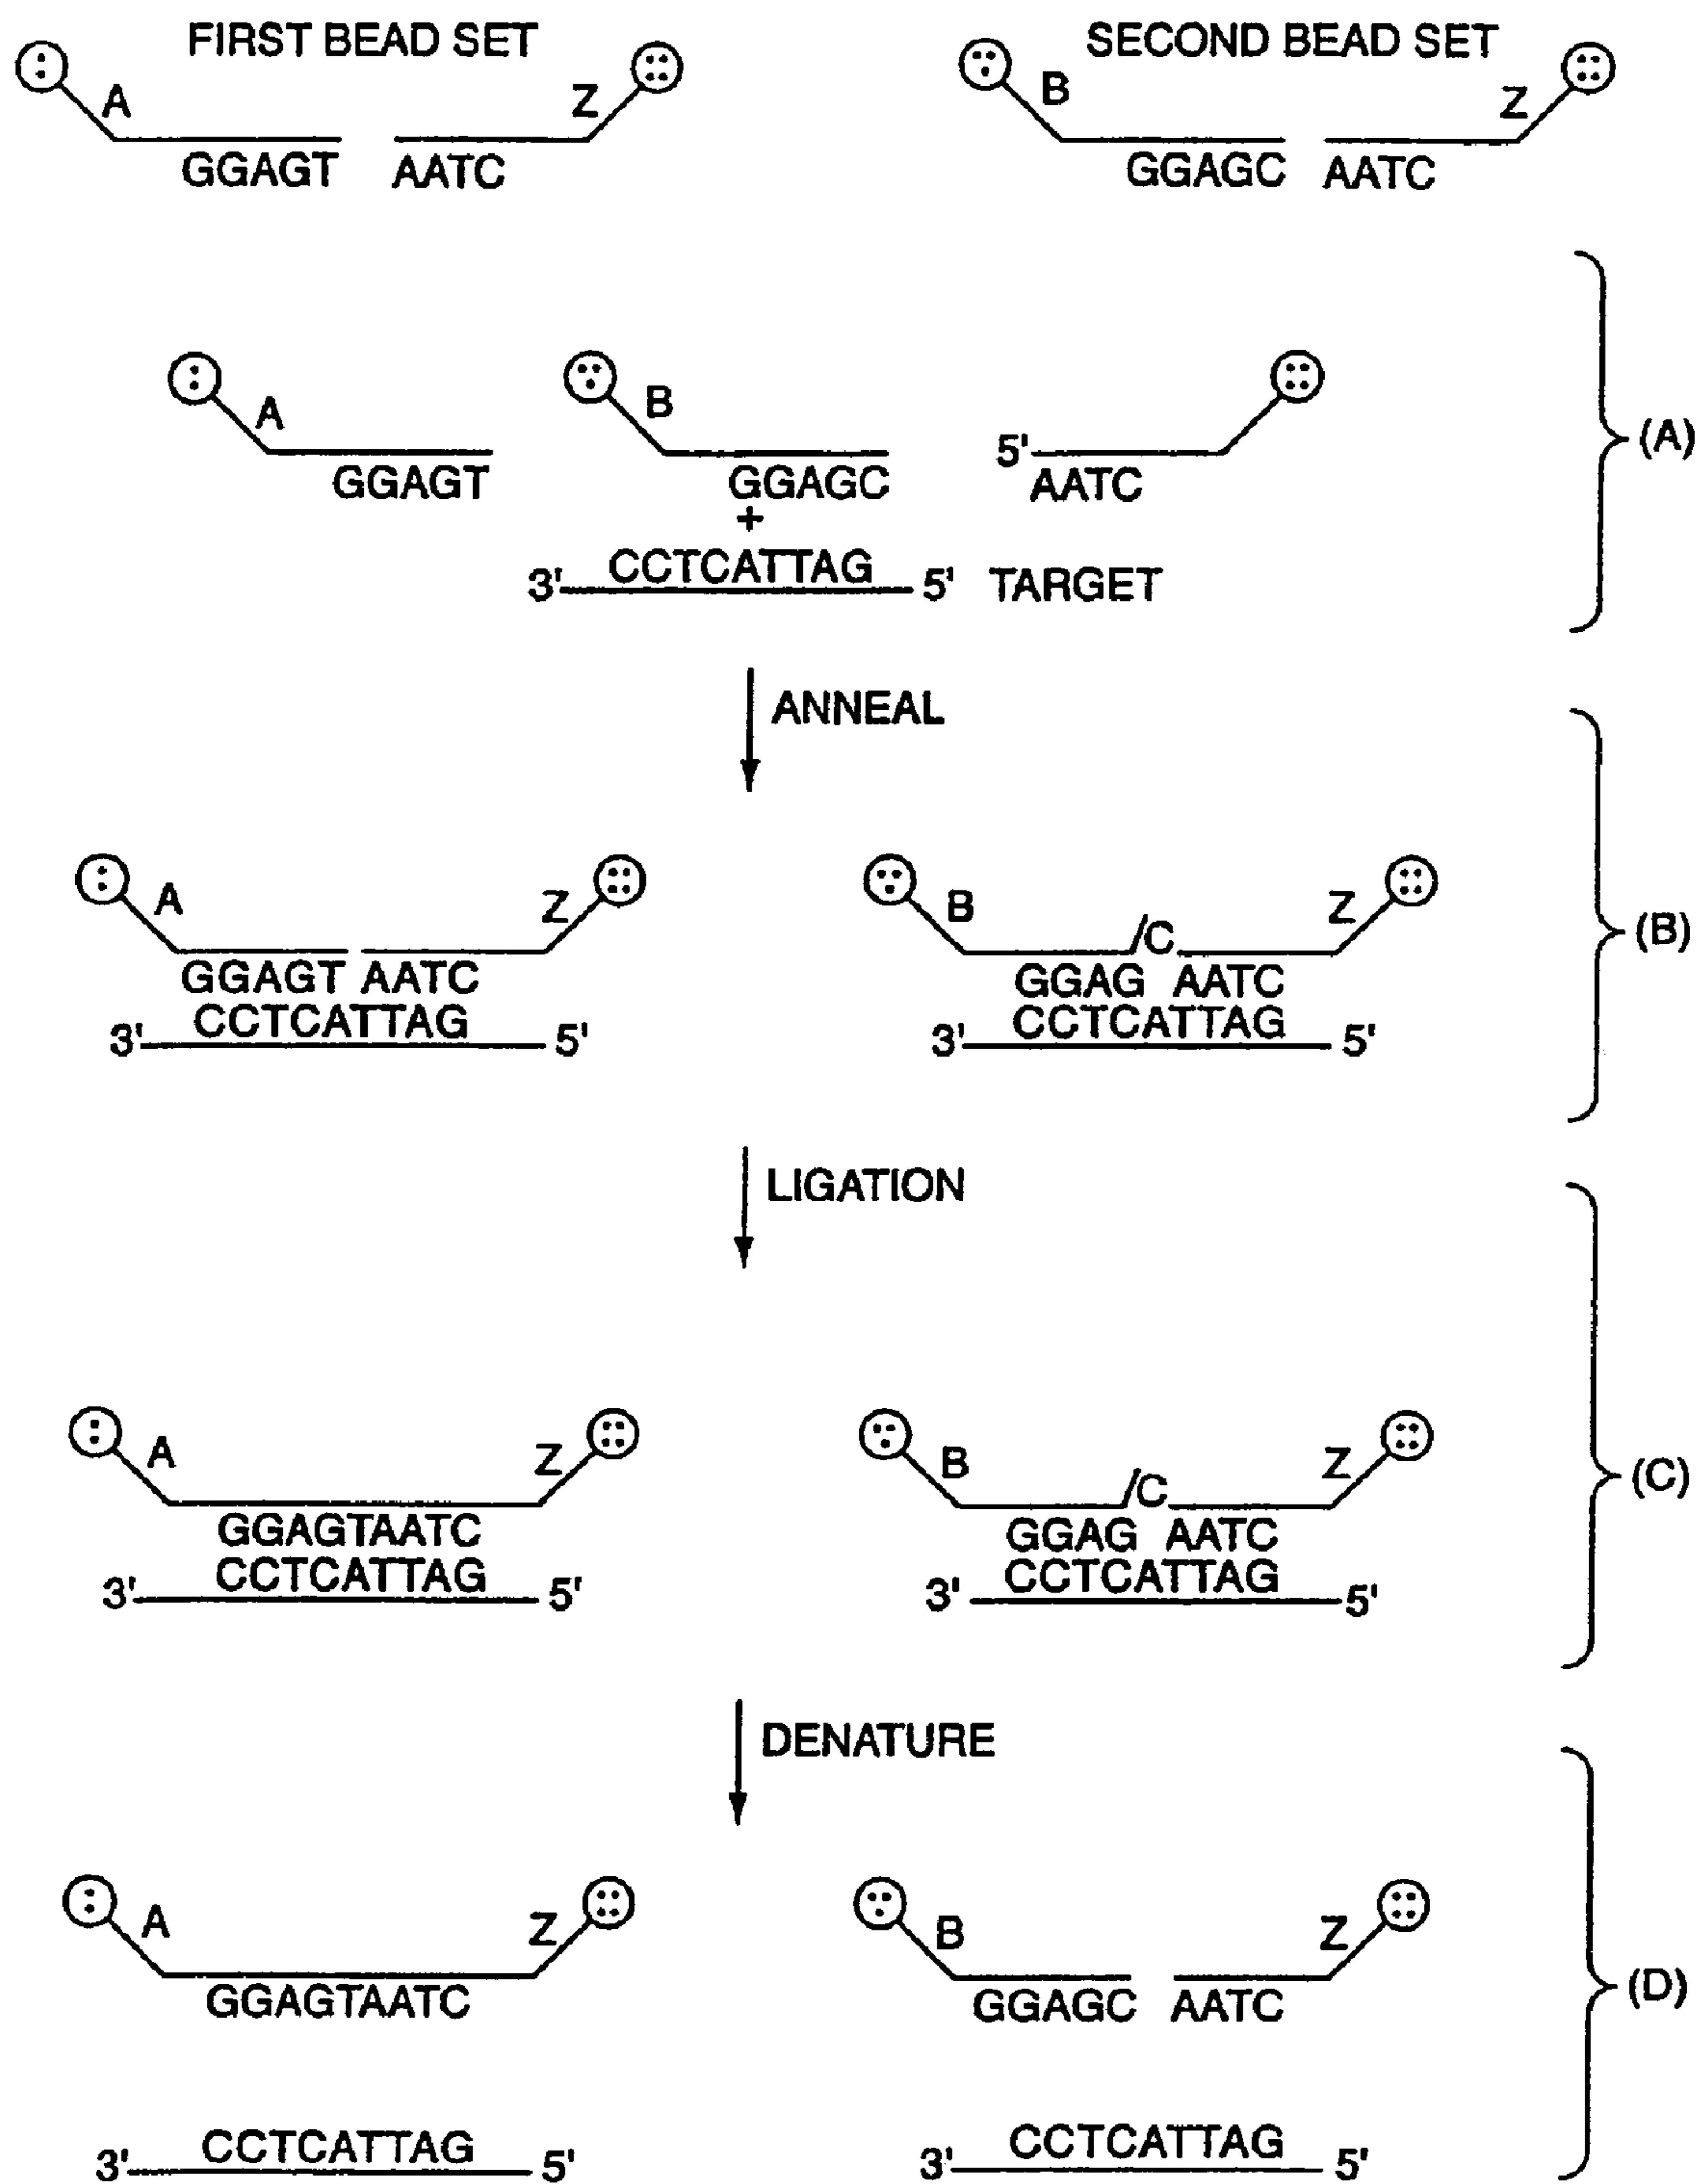 FIRST BEAD SET SECOND BEAD SET
A Z B Z
GGAGT AATC GGAGC AATC
A B 5'
GGAGT GGAGC AATC
(A)
+
CCTCATTAG
3' 5' TARGET
ANNEAL
A Z B /C Z
(B)
GGAGT AATC GGAG AATC
CCTCATTAG CCTCATTAG
3' 5' 3' 5'
LIGATION
A Z B /C Z
(C)
GGAGTAATC GGAG AATC
CCTCATTAG CCTCATTAG
3' 5' 3' 5'
DENATURE
A Z B Z
GGAGTAATC GGAGC AATC
(D)
CCTCATTAG CCTCATTAG
3' 5' 3' 5'